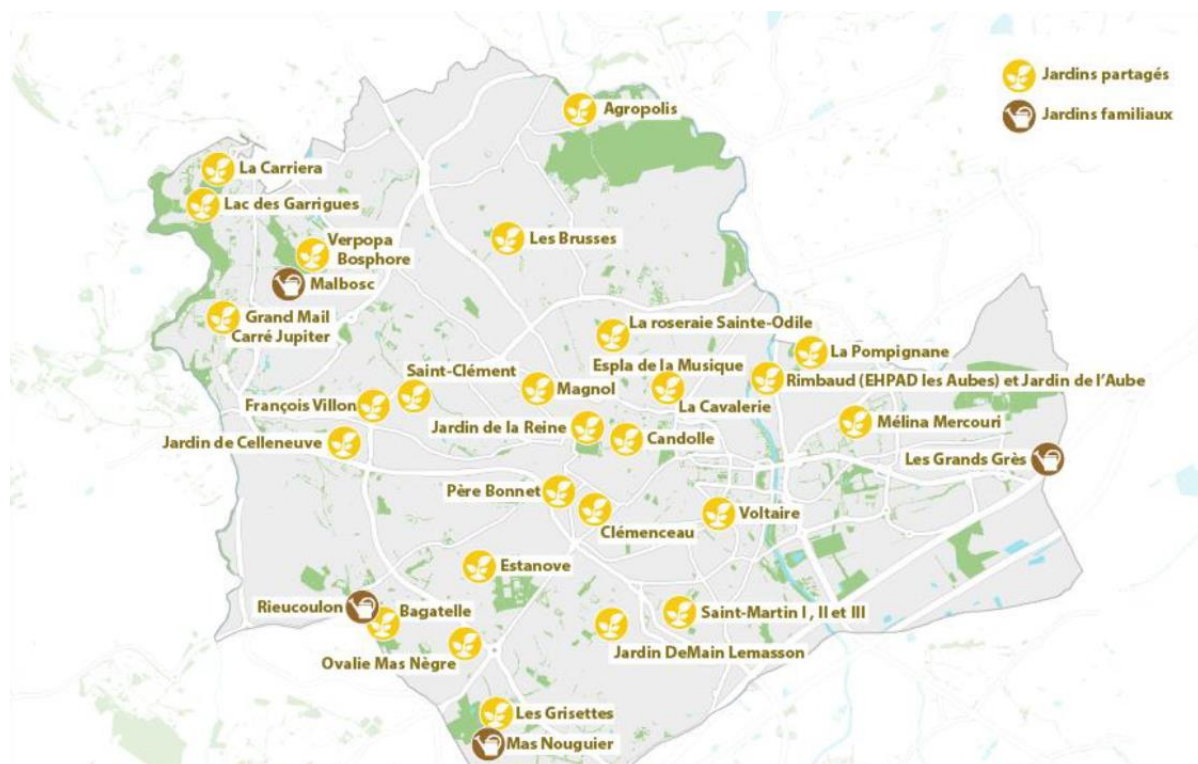 Jardins partagés
Jardins familiaux
Agropolis
La Carriera
Lac des Garrigues
Verpopa
Bosphore
Les Brusses
Malbosc
Grand Mail
Carré Jupiter
La roseraie Sainte-Odile
La Pompignane
Saint-Clément
Espla de la Musique
Magnol
Rimbaud (EHPAD les Aubes) et Jardin de l'Aube
François Villon
La Cavalerie
Jardin de la Reine
Mélina Mercouri
Jardin de Celleneuve
Candolle
Les Grands Grès
Père Bonnet
Clémenceau
Voltaire
Estanove
Rieucoulon
Bagatelle
Saint-Martin I , II et III
Ovalie Mas Nègre
Jardin DeMain Lemasson
Les Grisettes
Mas Nouguier